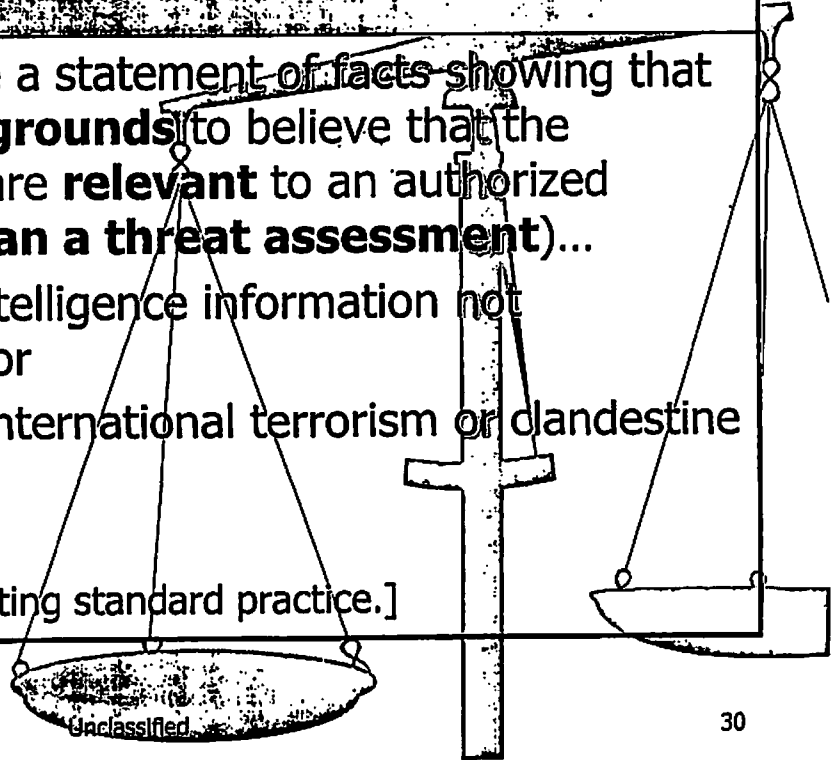 a statement of facts showing that
grounds to believe that the
are relevant to an authorized
an a threat assessment)...
telligence information not
or
nternational terrorism or clandestine
ting standard practice.]
Unclassified
30